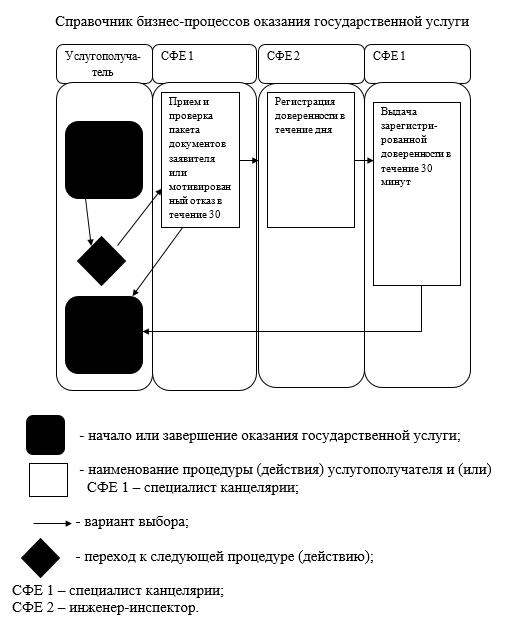 Справочник бизнес-процессов оказания государственной услуги
Услугополуча-
тель
СФЕ 1
СФЕ 2
СФЕ 1
Прием и
проверка
пакета
документов
заявителя
или
мотивирован
ный отказ в
течение 30
Регистрация
доверенности в
течение дня
Выдача
зарегистри-
рованной
доверенности в
течение 30
минут
- начало или завершение оказания государственной услуги;
- наименование процедуры (действия) услугополучателя и (или)
СФЕ 1 – специалист канцелярии;
- вариант выбора;
- переход к следующей процедуре (действию);
СФЕ 1 – специалист канцелярии;
СФЕ 2 – инженер-инспектор.